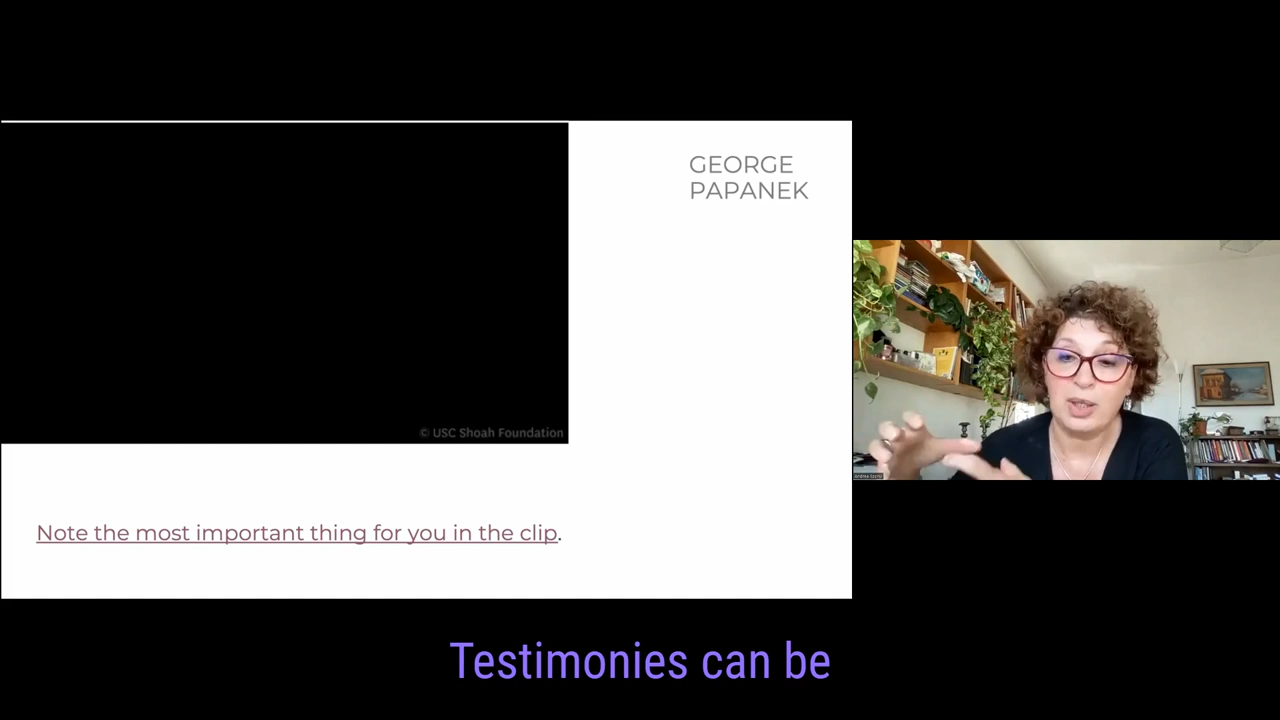 GEORGE
PAPANEK
© USC Shoah Foundation
Note the most important thing for you in the clip.
Testimonies can be